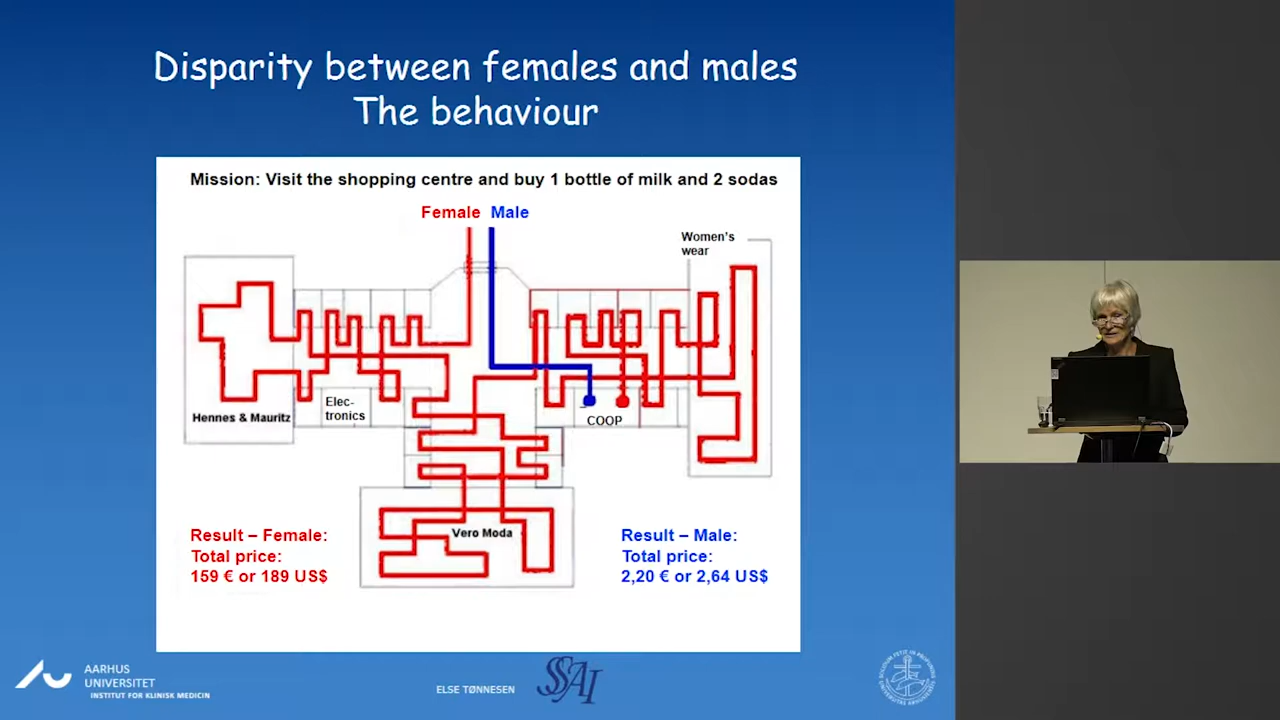 Disparity between females and males
The behaviour
Mission: Visit the shopping centre and buy 1 bottle of milk and 2 sodas
Female Male
Women's
wear
Hennes & Mauritz
Elec-
tronics
COOP
Vero Moda
Result – Female:
Total price:
159 € or 189 US$
Result – Male:
Total price:
2,20 € or 2,64 US$
AARHUS
UNIVERSITET
INSTITUT FOR KLINISK MEDICIN
ELSE TØNNESEN
SSAI